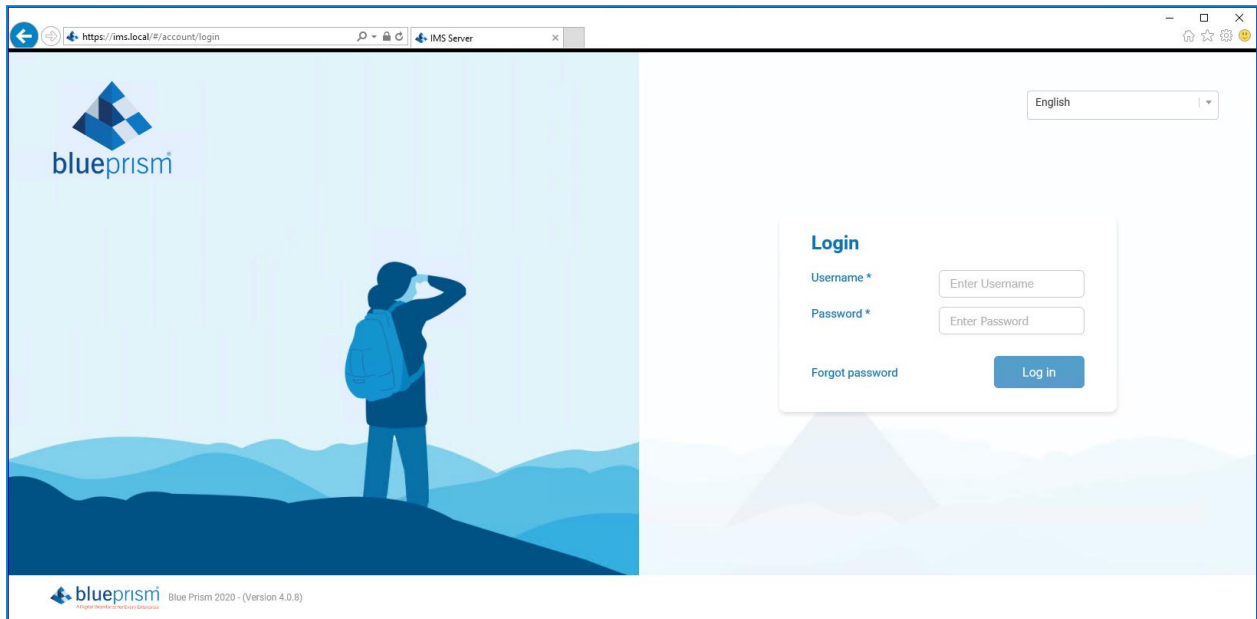 https://ims.local/#/account/login
IMS Server
blueprism
English
Login
Username *
Enter Username
Password *
Enter Password
Forgot password
Log in
blueprism
Blue Prism 2020 - (Version 4.0.8)